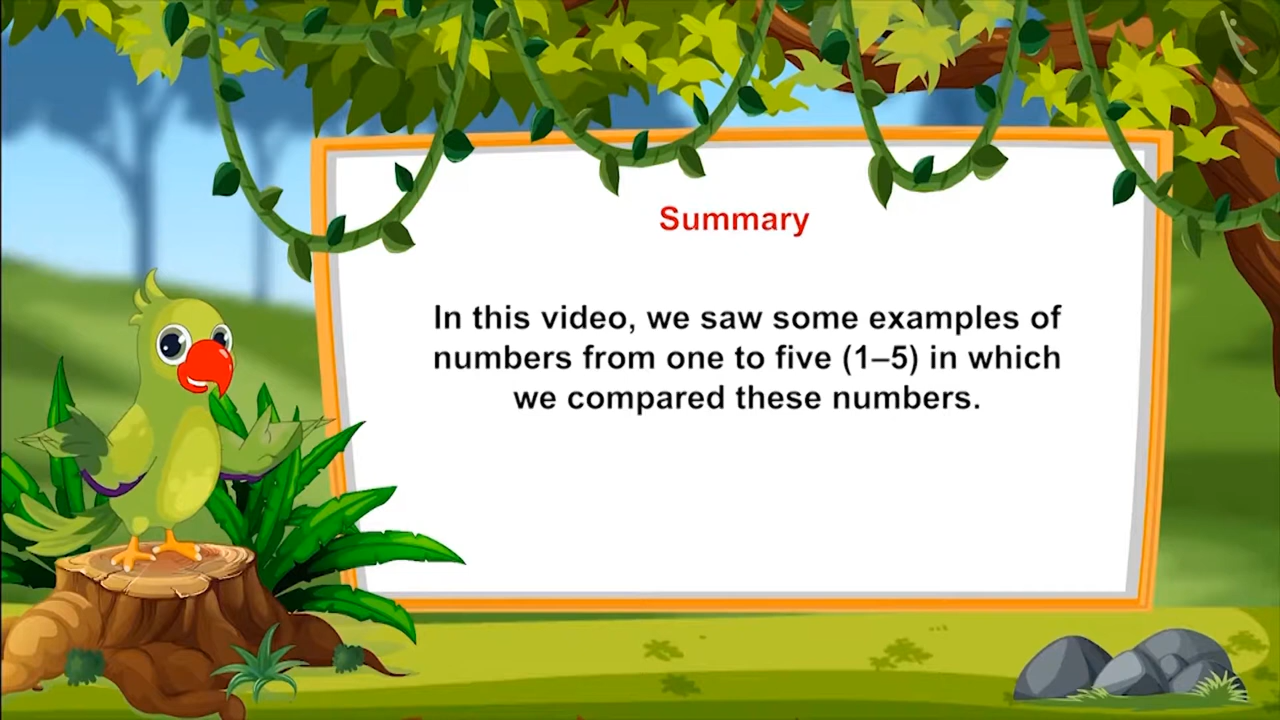 Summary
In this video, we saw some examples of
numbers from one to five (1–5) in which
we compared these numbers.